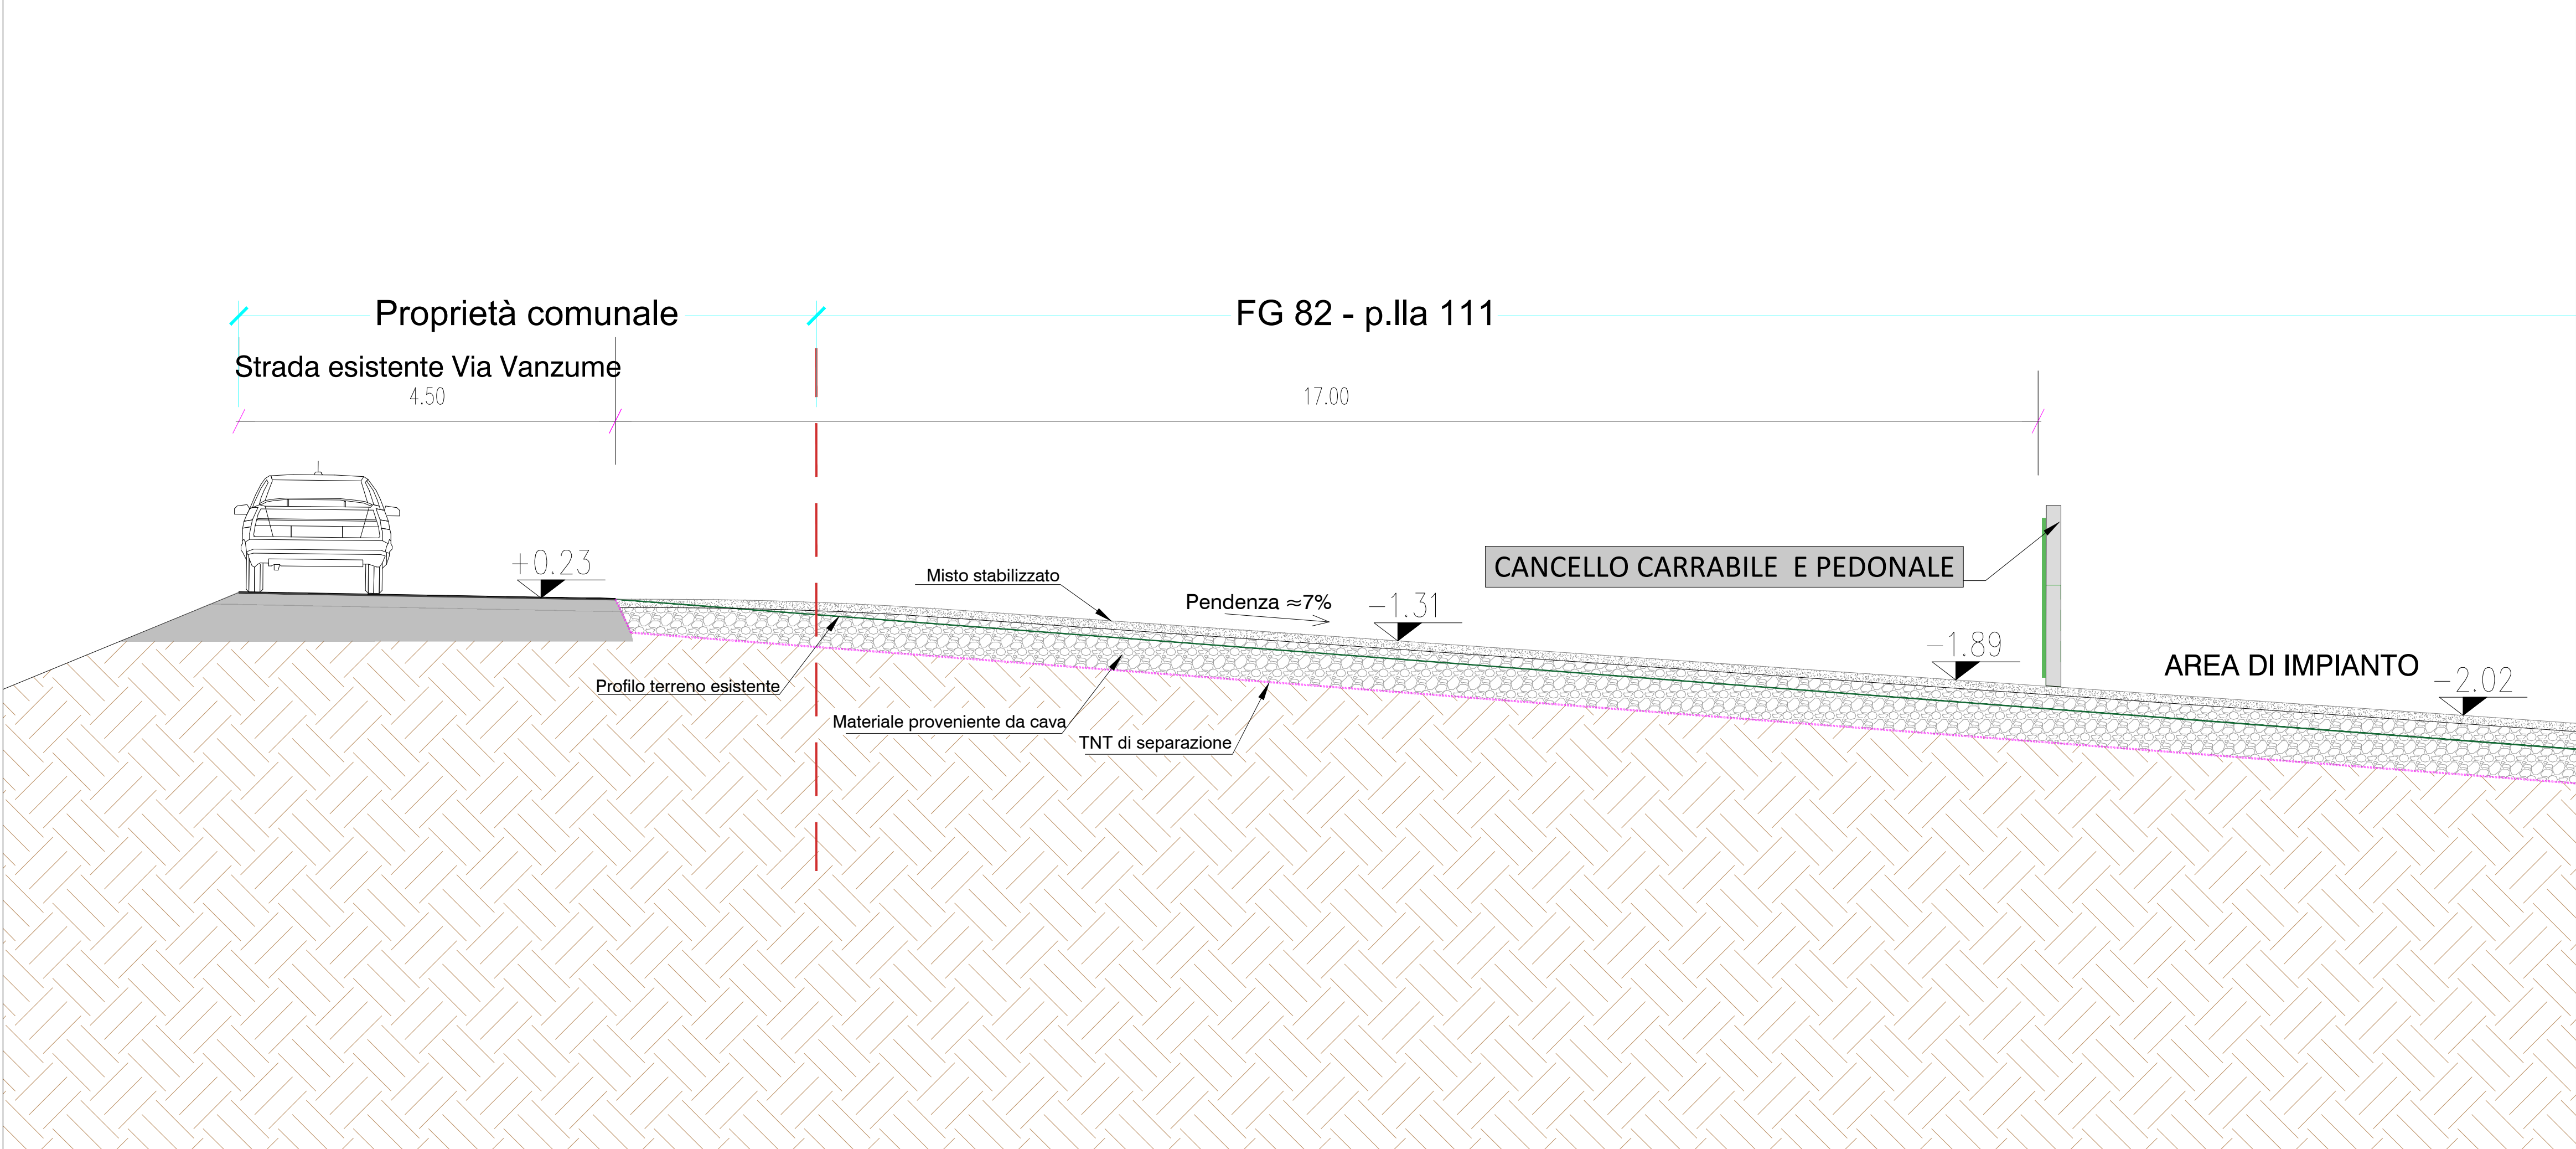 Proprietà comunale
FG 82 - p.lla 111
Strada esistente Via Vanzume
4.50
17.00
+0.23
Misto stabilizzato
Pendenza ≈7%
-1.31
CANCELLO CARRABILE E PEDONALE
-1.89
AREA DI IMPIANTO
-2.02
Profilo terreno esistente
Materiale proveniente da cava
TNT di separazione